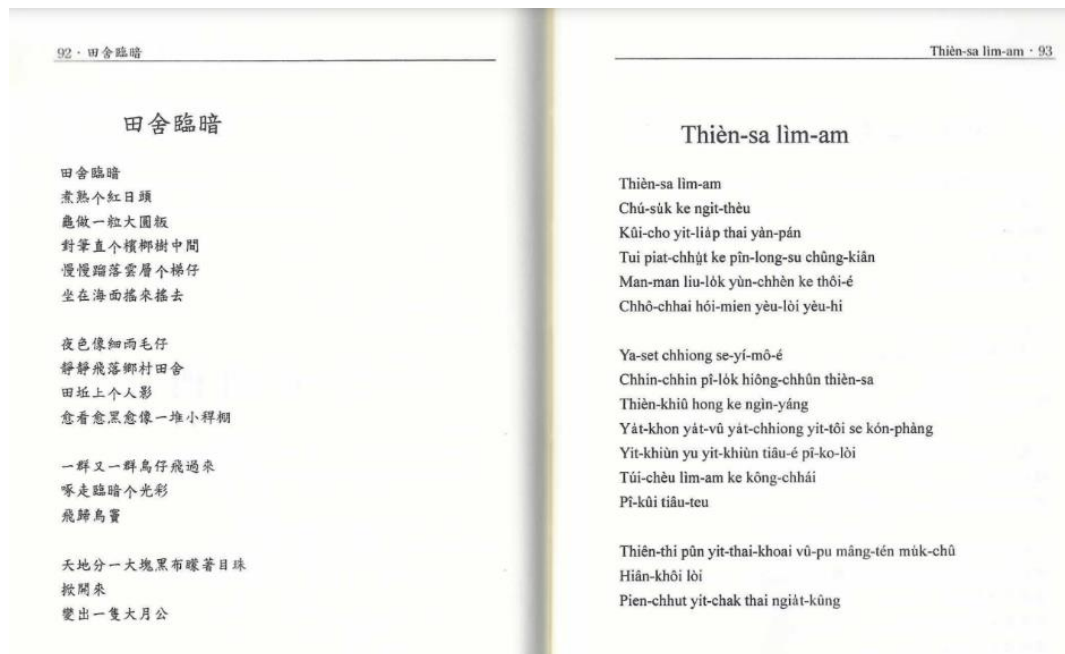 92 · 田舍臨暗
田舍臨暗
田舍臨暗
煮熟个紅日頭
龜做一粒大圓粄
對筆直个檳榔樹中間
慢慢蹓落雲層个梯仔
坐在海面搖來搖去
夜色像細雨毛仔
靜靜飛落鄉村田舍
田坵上个人影
愈看愈黑愈像一堆小稈棚
一群又一群鳥仔飛過來
啄走臨暗个光彩
飛歸鳥竇
天地分一大塊黑布矇著目珠
掀開來
變出一隻大月公
Thièn-sa lìm-am · 93
Thièn-sa lìm-am
Thièn-sa lìm-am
Chú-su̍k ke ngit-thèu
Kûi-cho yit-lia̍p thai yàn-pán
Tui piat-chhu̍t ke pîn-long-su chûng-kiân
Man-man liu-lo̍k yùn-chhèn ke thôi-é
Chhô-chhai hói-mien yèu-lòi yèu-hi
Ya-set chhiong se-yí-mô-é
Chhin-chhin pî-lo̍k hiông-chhûn thièn-sa
Thièn-khiû hong ke ngìn-yáng
Ya̍t-khon ya̍t-vû ya̍t-chhiong yit-tôi se kón-phàng
Yit-khiùn yu yit-khiùn tiâu-é pî-ko-lòi
Túi-chèu lìm-am ke kông-chhái
Pî-kûi tiâu-teu
Thiên-thi pûn yit-thai-khoai vû-pu mâng-tén mu̍k-chû
Hiân-khôi lòi
Pien-chhut yit-chak thai ngia̍t-kûng